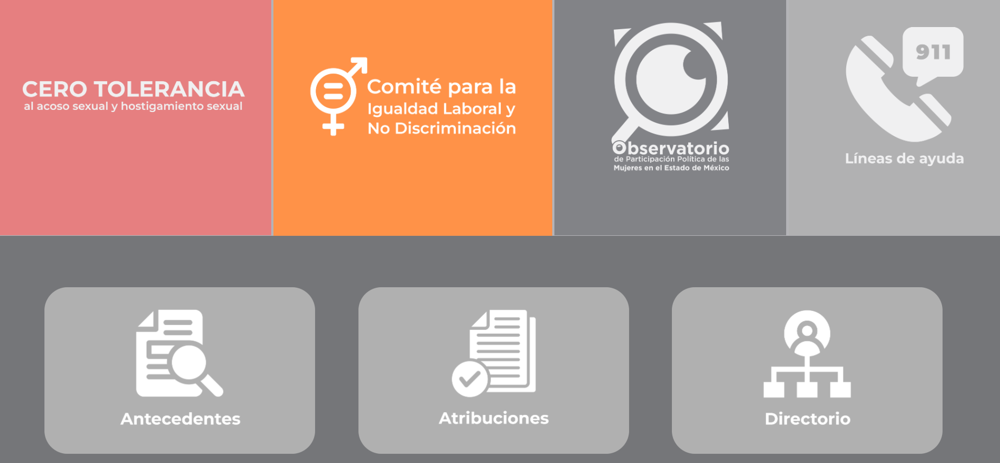 CERO TOLERANCIA
al acoso sexual y hostigamiento sexual
Comité para la
Igualdad Laboral y
No Discriminación
Observatorio
de Participación Política de las
Mujeres en el Estado de México
911
Líneas de ayuda
Antecedentes
Atribuciones
Directorio